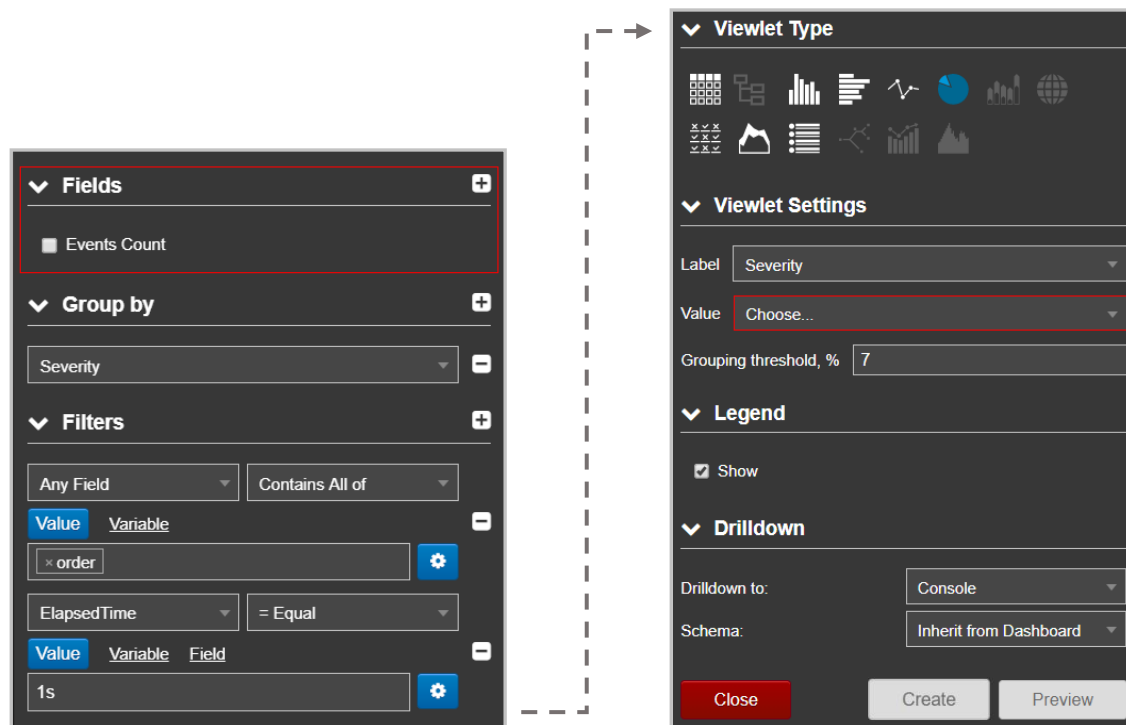 Fields
Events Count
Group by
Severity
Filters
Any Field Contains All of
Value Variable
× order
ElapsedTime = Equal
Value Variable Field
1s
Viewlet Type
Viewlet Settings
Label Severity
Value Choose...
Grouping threshold, % 7
Legend
Show
Drilldown
Drilldown to: Console
Schema: Inherit from Dashboard
Close Create Preview